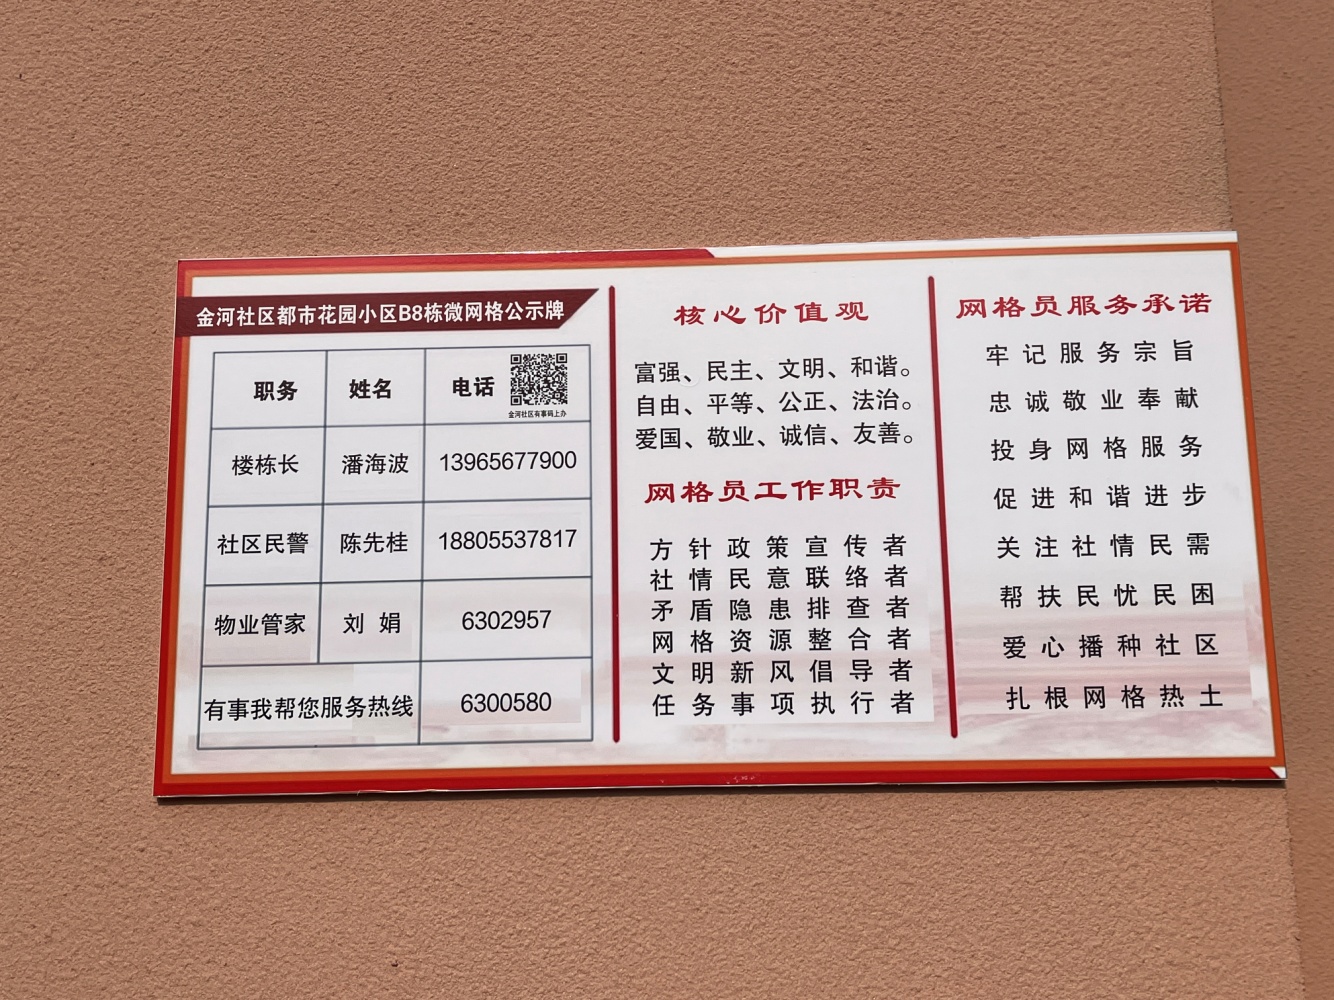 金河社区都市花园小区B8栋微网格公示牌
职务 姓名 电话
金河社区有事码上办
楼栋长 潘海波 13965677900
社区民警 陈先桂 18805537817
物业管家 刘娟 6302957
有事我帮您服务热线 6300580
核心价值观
富强、民主、文明、和谐。
自由、平等、公正、法治。
爱国、敬业、诚信、友善。
网格员工作职责
方针政策宣传者
社情民意联络者
矛盾隐患排查者
网格资源整合者
文明新风倡导者
任务事项执行者
网格员服务承诺
牢记服务宗旨
忠诚敬业奉献
投身网格服务
促进和谐进步
关注社情民需
帮扶民忧民困
爱心播种社区
扎根网格热土